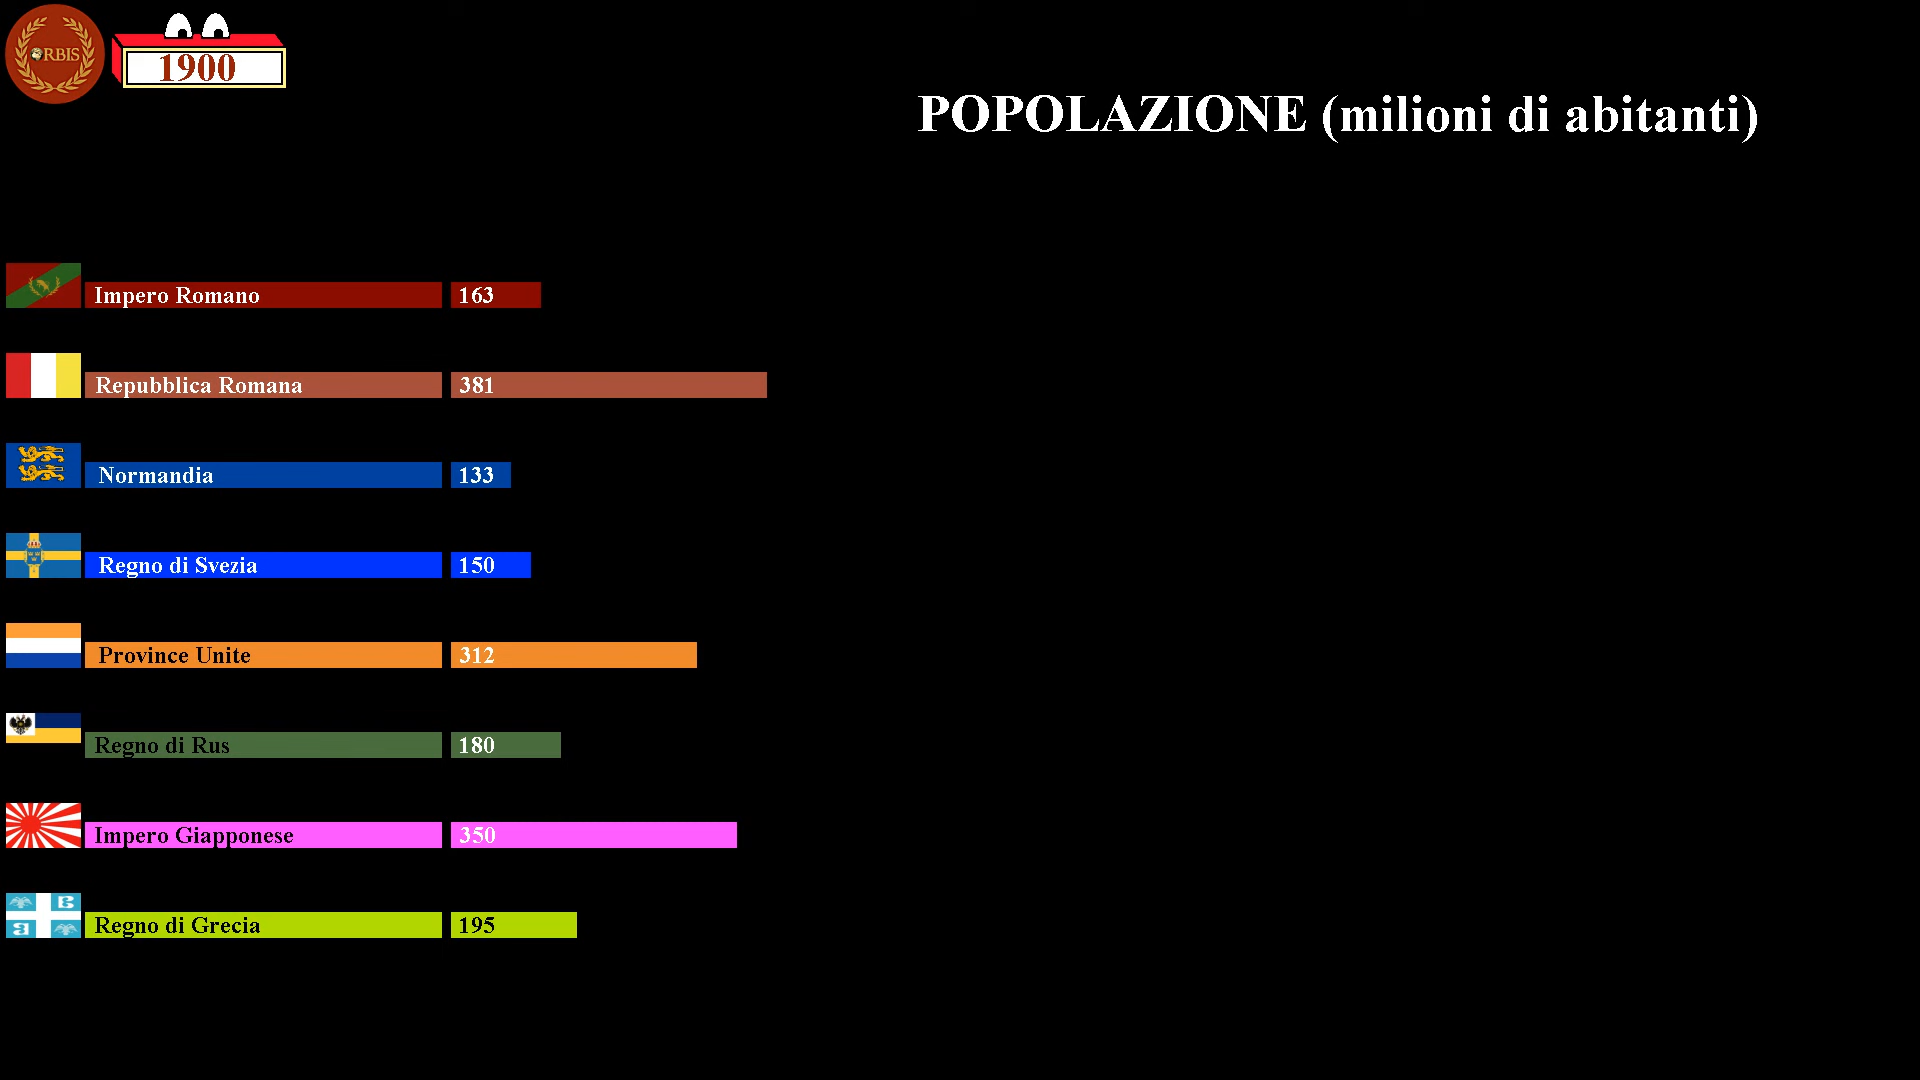 ORBIS
1900
POPOLAZIONE (milioni di abitanti)
Impero Romano 163
Repubblica Romana 381
Normandia 133
Regno di Svezia 150
Province Unite 312
Regno di Rus 180
Impero Giapponese 350
B
Regno di Grecia 195